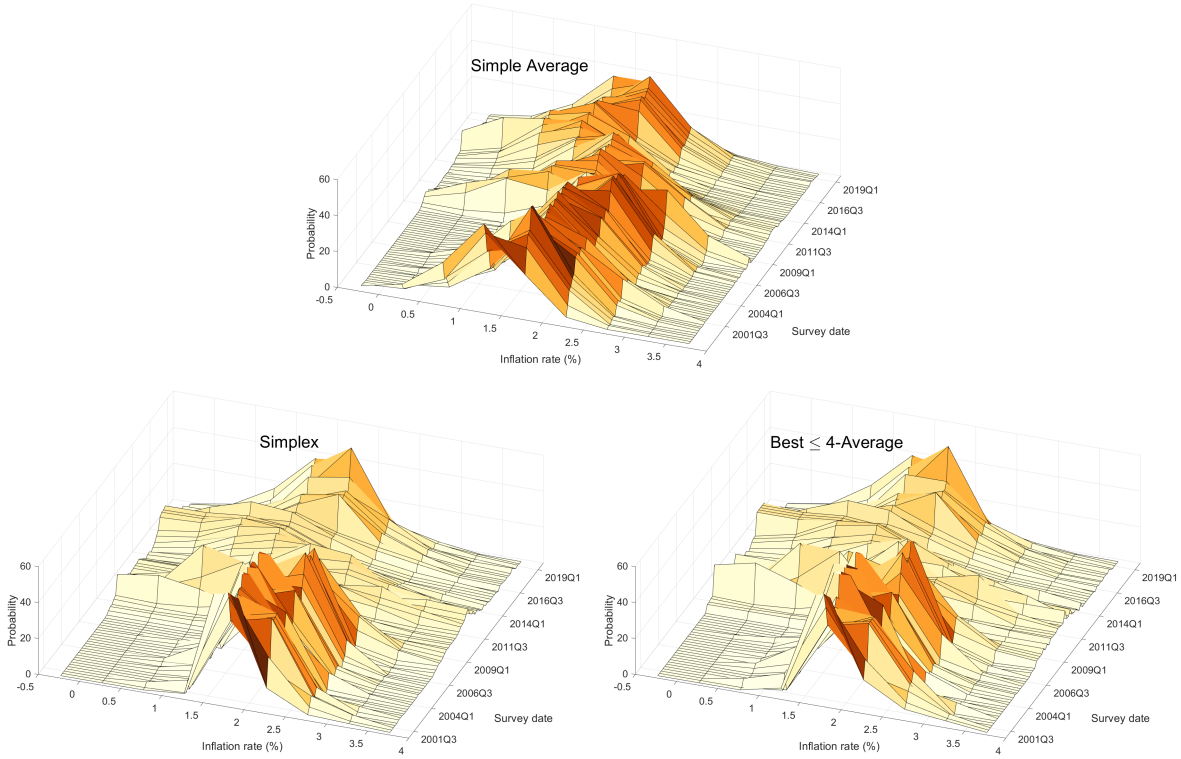 Simple Average
Probability
60
40
20
0
-0.5
0
0.5
1
1.5
2
2.5
3
3.5
4
Inflation rate (%)
2019Q1
2016Q3
2014Q1
2011Q3
2009Q1
2006Q3
2004Q1
2001Q3
Survey date
Simplex
Probability
60
40
20
0
-0.5
0
0.5
1
1.5
2
2.5
3
3.5
4
Inflation rate (%)
2019Q1
2016Q3
2014Q1
2011Q3
2009Q1
2006Q3
2004Q1
2001Q3
Survey date
Best ≤ 4-Average
Probability
60
40
20
0
-0.5
0
0.5
1
1.5
2
2.5
3
3.5
4
Inflation rate (%)
2019Q1
2016Q3
2014Q1
2011Q3
2009Q1
2006Q3
2004Q1
2001Q3
Survey date